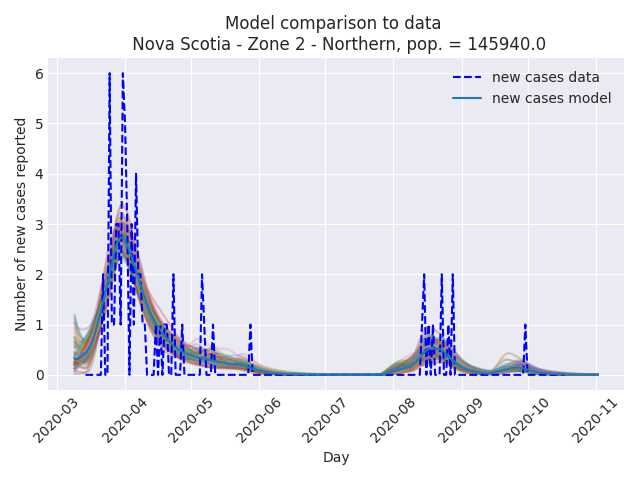 Model comparison to data
Nova Scotia - Zone 2 - Northern, pop. = 145940.0
new cases data
new cases model
Number of new cases reported
6
5
4
3
2
1
0
2020-03
2020-04
2020-05
2020-06
2020-07
2020-08
2020-09
2020-10
2020-11
Day